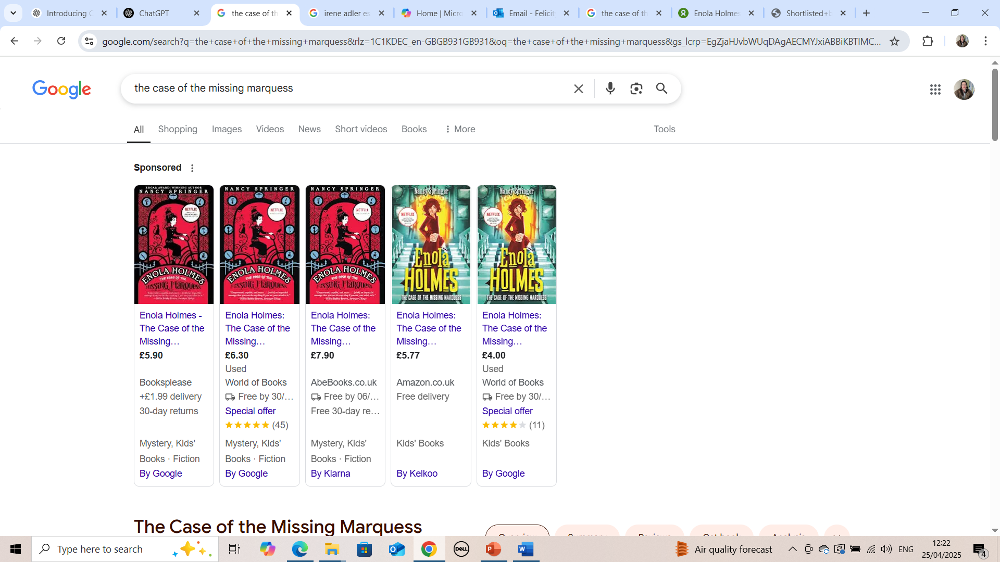 Introducing C
ChatGPT
the case of th
irene adler es
Home | Micro
Email - Felicit
the case of th
Enola Holmes
Shortlisted+b
google.com/search?q=the+case+of+the+missing+marquess&rlz=1C1KDEC_en-GBGB931GB931&oq=the+case+of+the+missing+marquess&gs_lcrp=EgZjaHJvbWUqDAgAECMYJxiABBiKBTIMC...
Google
the case of the missing marquess
All
Shopping
Images
Videos
News
Short videos
Books
More
Tools
Sponsored
EDGAR AWARD-WINNING AUTHOR
NANCY SPRINGER
NETFLIX
ENOLA HOLMES
THE CASE OF THE
MISSING MARQUESS
NANCY SPRINGER
NETFLIX
ENOLA HOLMES
THE CASE OF THE
MISSING MARQUESS
NANCY SPRINGER
NETFLIX
ENOLA HOLMES
THE CASE OF THE
MISSING MARQUESS
Nancy Springer
NETFLIX
Enola
HOLMES
THE CASE OF THE MISSING MARQUESS
Nancy Springer
NETFLIX
Enola
HOLMES
THE CASE OF THE MISSING MARQUESS
Enola Holmes -
The Case of the
Missing...
£5.90
Booksplease
+£1.99 delivery
30-day returns
Mystery, Kids'
Books · Fiction
By Google
Enola Holmes:
The Case of the
Missing...
£6.30
Used
World of Books
Free by 30/...
Special offer
(45)
Mystery, Kids'
Books · Fiction
By Google
Enola Holmes:
The Case of the
Missing...
£7.90
AbeBooks.co.uk
Free by 06/...
Free 30-day re...
Mystery, Kids'
Books · Fiction
By Klarna
Enola Holmes:
The Case of the
Missing...
£5.77
Amazon.co.uk
Free delivery
Kids' Books
By Kelkoo
Enola Holmes:
The Case of the
Missing...
£4.00
Used
World of Books
Free by 30/...
Special offer
(11)
Kids' Books
By Google
The Case of the Missing Marquess
Overview
Summary
Reviews
Get book
Analysis
Type here to search
DELL
Air quality forecast
ENG
12:22
25/04/2025
4